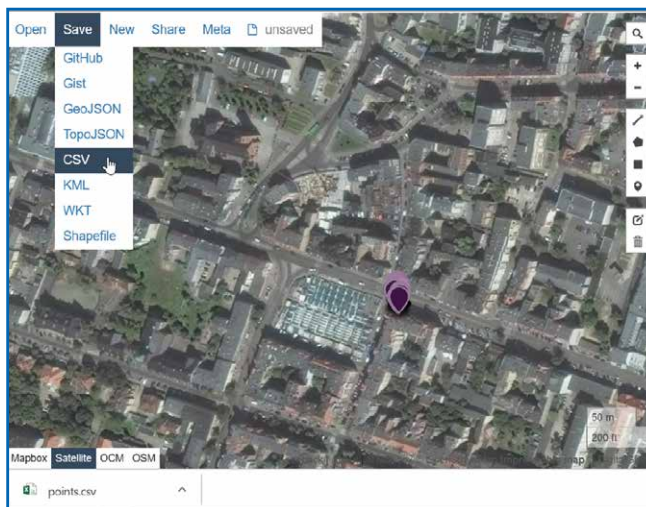 Open Save New Share Meta unsaved
GitHub
Gist
GeoJSON
TopoJSON
CSV
KML
WKT
Shapefile
50 m
200 ft
Mapbox Satellite OCM OSM
points.csv